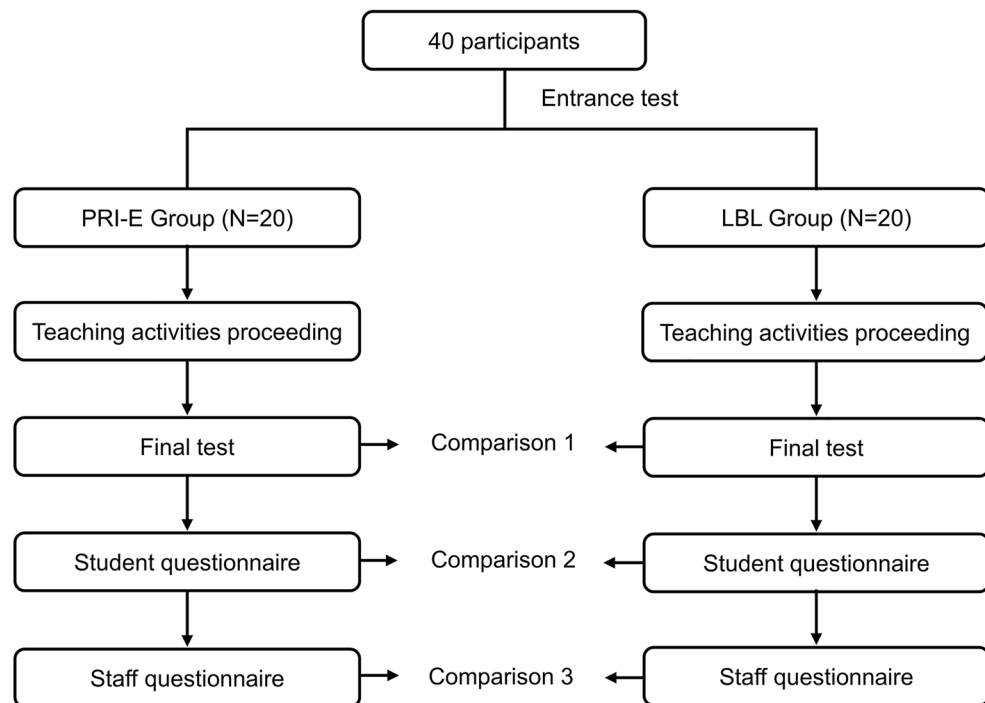 40 participants
Entrance test
PRI-E Group (N=20)
LBL Group (N=20)
Teaching activities proceeding
Teaching activities proceeding
Final test
Comparison 1
Final test
Student questionnaire
Comparison 2
Student questionnaire
Staff questionnaire
Comparison 3
Staff questionnaire